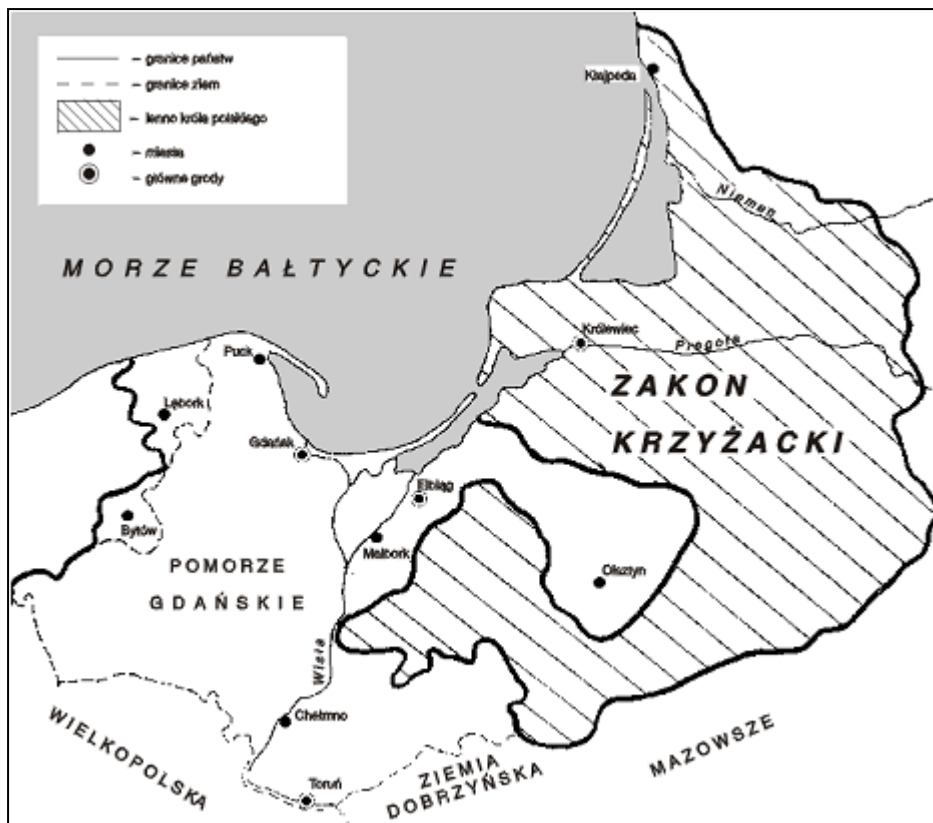 – granice państw
– granice ziem
– lenno króla polskiego
– miasta
– główne grody
Kłajpeda
Niemen
MORZE BAŁTYCKIE
Królewiec
Pregoła
Puck
ZAKON
KRZYŻACKI
Lębork
Gdańsk
Elbląg
Bytów
Malbork
Olsztyn
POMORZE
GDAŃSKIE
Wisła
Chełmno
WIELKOPOLSKA
Toruń
ZIEMIA
DOBRZYŃSKA
MAZOWSZE